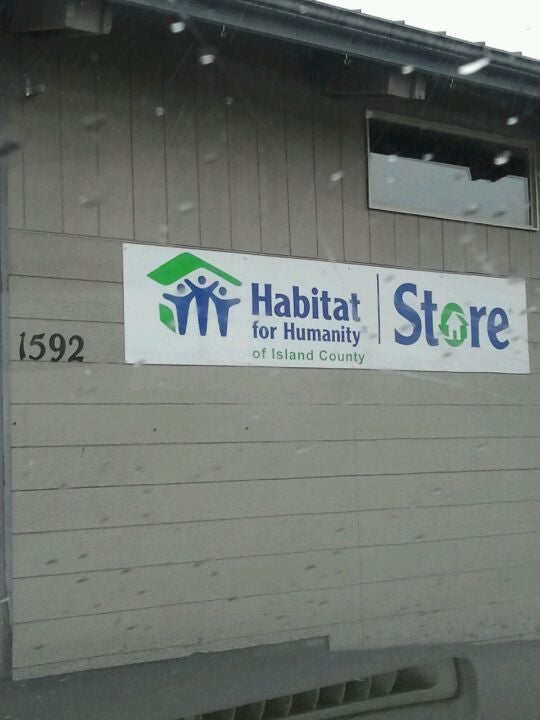 1592
Habitat
for Humanity®
of Island County
Store®